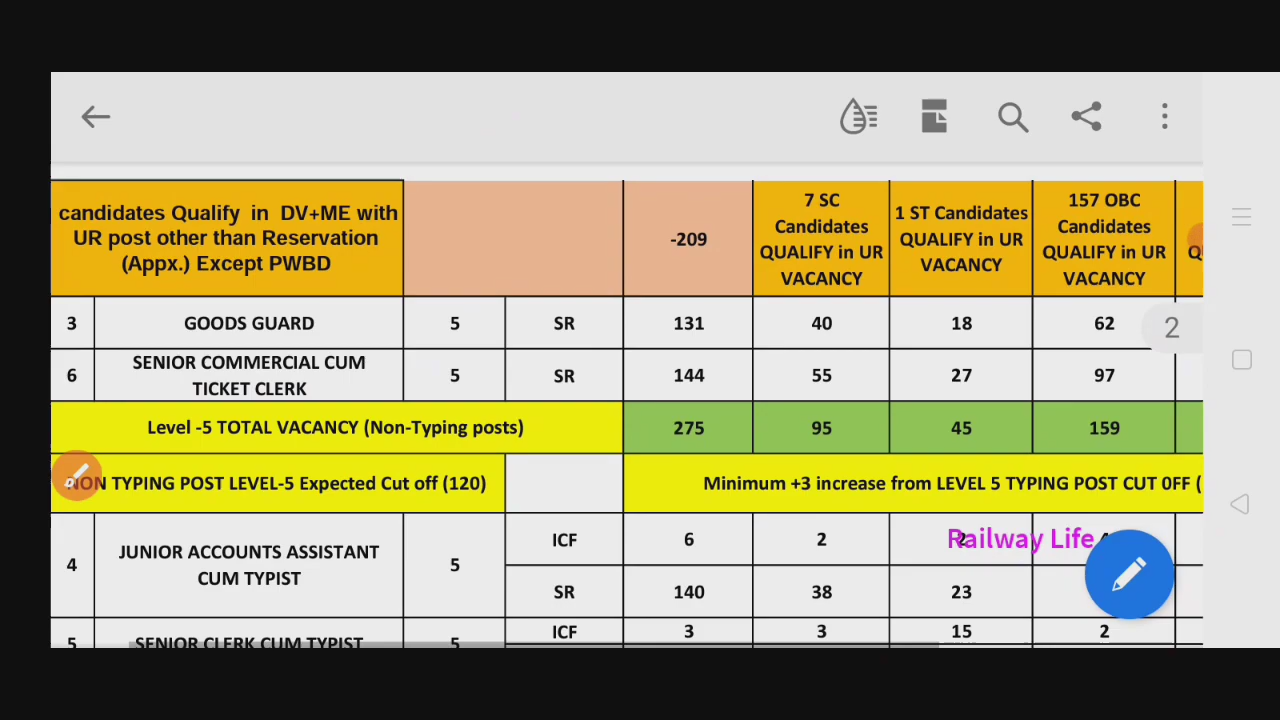 candidates Qualify in DV+ME with
UR post other than Reservation
(Appx.) Except PWBD
-209
7 SC
Candidates
QUALIFY in UR
VACANCY
1 ST Candidates
QUALIFY in UR
VACANCY
157 OBC
Candidates
QUALIFY in UR
VACANCY
3 GOODS GUARD 5 SR 131 40 18 62
2
6 SENIOR COMMERCIAL CUM
TICKET CLERK 5 SR 144 55 27 97
Level -5 TOTAL VACANCY (Non-Typing posts) 275 95 45 159
NON TYPING POST LEVEL-5 Expected Cut off (120) Minimum +3 increase from LEVEL 5 TYPING POST CUT 0FF (
4 JUNIOR ACCOUNTS ASSISTANT
CUM TYPIST 5
ICF 6 2 2
Railway Life
SR 140 38 23
5 SENIOR CLERK CUM TYPIST 5 ICF 3 3 15 2